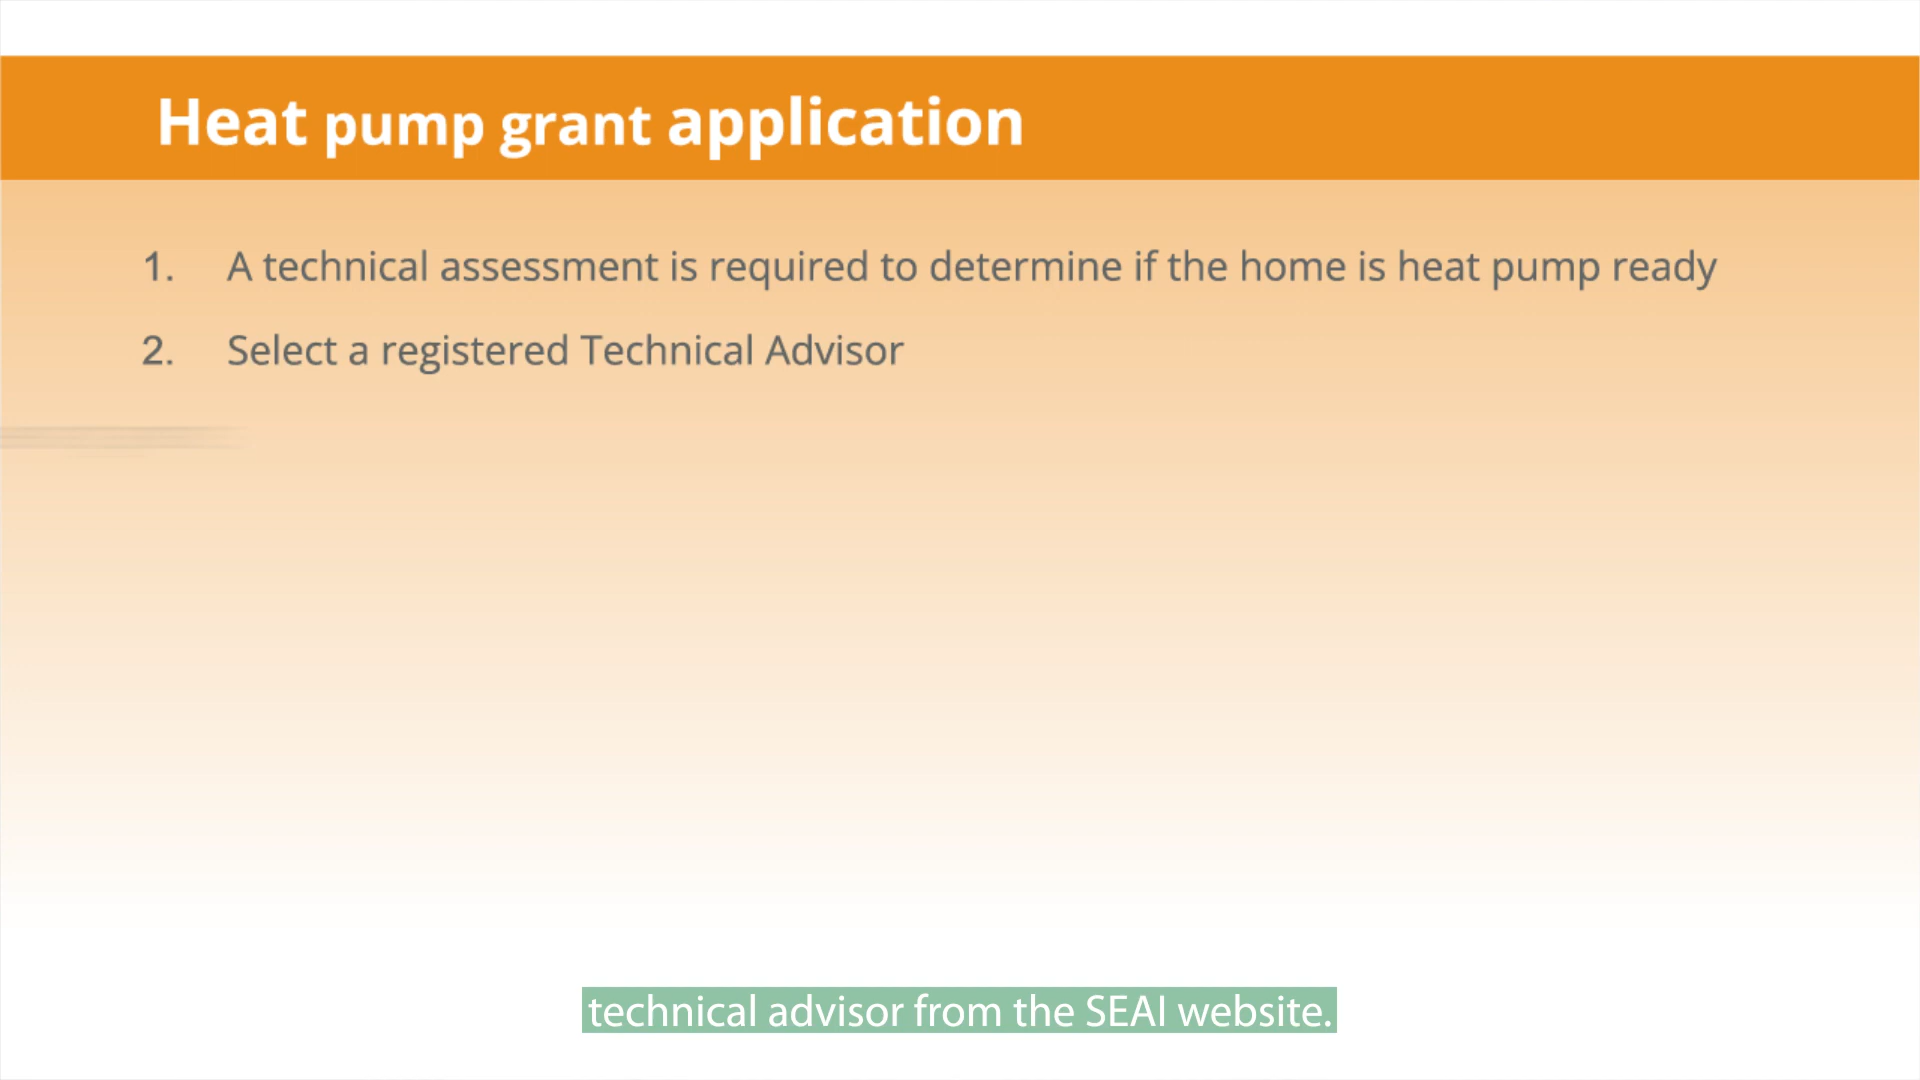 Heat pump grant application
1. A technical assessment is required to determine if the home is heat pump ready
2. Select a registered Technical Advisor
technical advisor from the SEAI website.